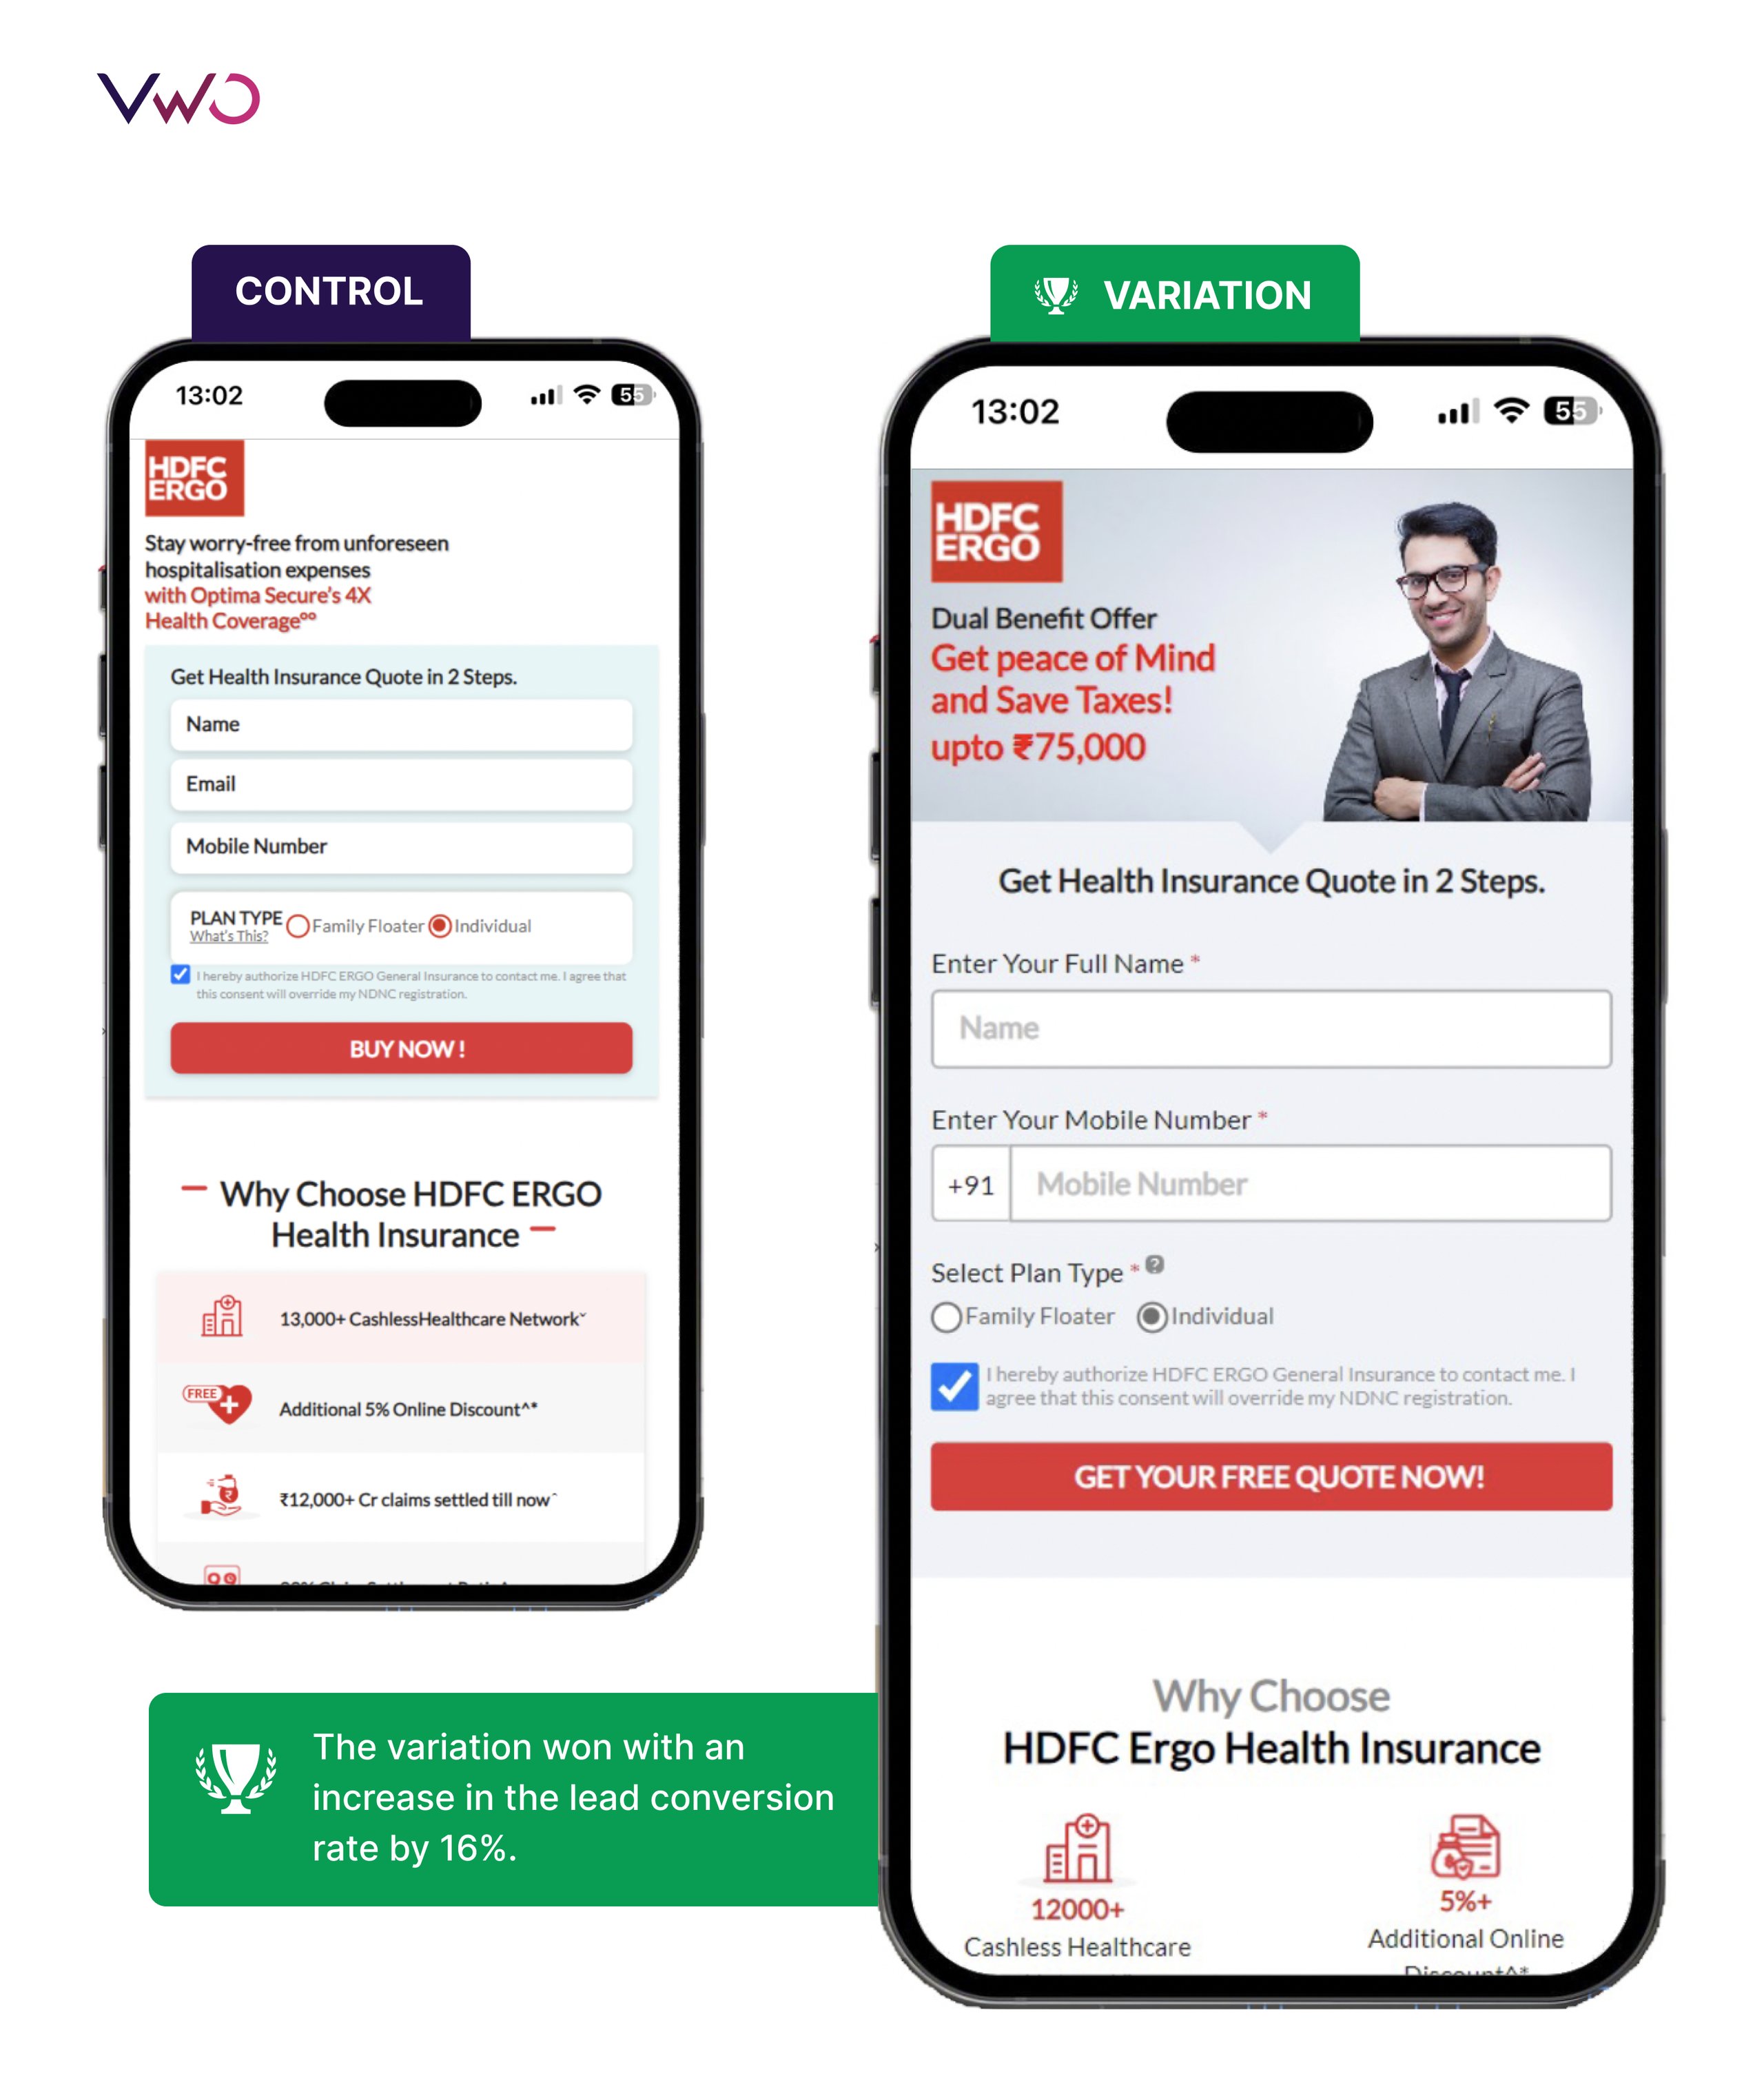 VWO
CONTROL
13:02
55
HDFC
ERGO
Stay worry-free from unforeseen
hospitalisation expenses
with Optima Secure's 4X
Health Coverage°°
Get Health Insurance Quote in 2 Steps.
Name
Email
Mobile Number
PLAN TYPE Family Floater Individual
What's This?
I hereby authorize HDFC ERGO General Insurance to contact me. I agree that
this consent will override my NDNC registration.
BUY NOW !
Why Choose HDFC ERGO
Health Insurance
13,000+ CashlessHealthcare Network˅
FREE
Additional 5% Online Discount^*
₹12,000+ Cr claims settled till now^
The variation won with an
increase in the lead conversion
rate by 16%.
VARIATION
13:02
55
HDFC
ERGO
Dual Benefit Offer
Get peace of Mind
and Save Taxes!
upto ₹75,000
Get Health Insurance Quote in 2 Steps.
Enter Your Full Name *
Name
Enter Your Mobile Number *
+91 Mobile Number
Select Plan Type * ?
Family Floater Individual
I hereby authorize HDFC ERGO General Insurance to contact me. I
agree that this consent will override my NDNC registration.
GET YOUR FREE QUOTE NOW!
Why Choose
HDFC Ergo Health Insurance
12000+
Cashless Healthcare
5%+
Additional Online
Discount^*